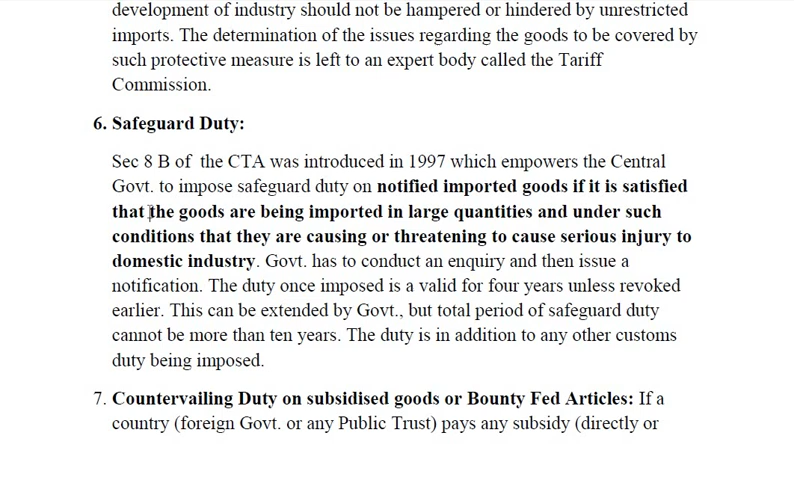 development of industry should not be hampered or hindered by unrestricted
imports. The determination of the issues regarding the goods to be covered by
such protective measure is left to an expert body called the Tariff
Commission.
6. Safeguard Duty:
Sec 8 B of the CTA was introduced in 1997 which empowers the Central
Govt. to impose safeguard duty on notified imported goods if it is satisfied
that the goods are being imported in large quantities and under such
conditions that they are causing or threatening to cause serious injury to
domestic industry. Govt. has to conduct an enquiry and then issue a
notification. The duty once imposed is a valid for four years unless revoked
earlier. This can be extended by Govt., but total period of safeguard duty
cannot be more than ten years. The duty is in addition to any other customs
duty being imposed.
7. Countervailing Duty on subsidised goods or Bounty Fed Articles: If a
country (foreign Govt. or any Public Trust) pays any subsidy (directly or